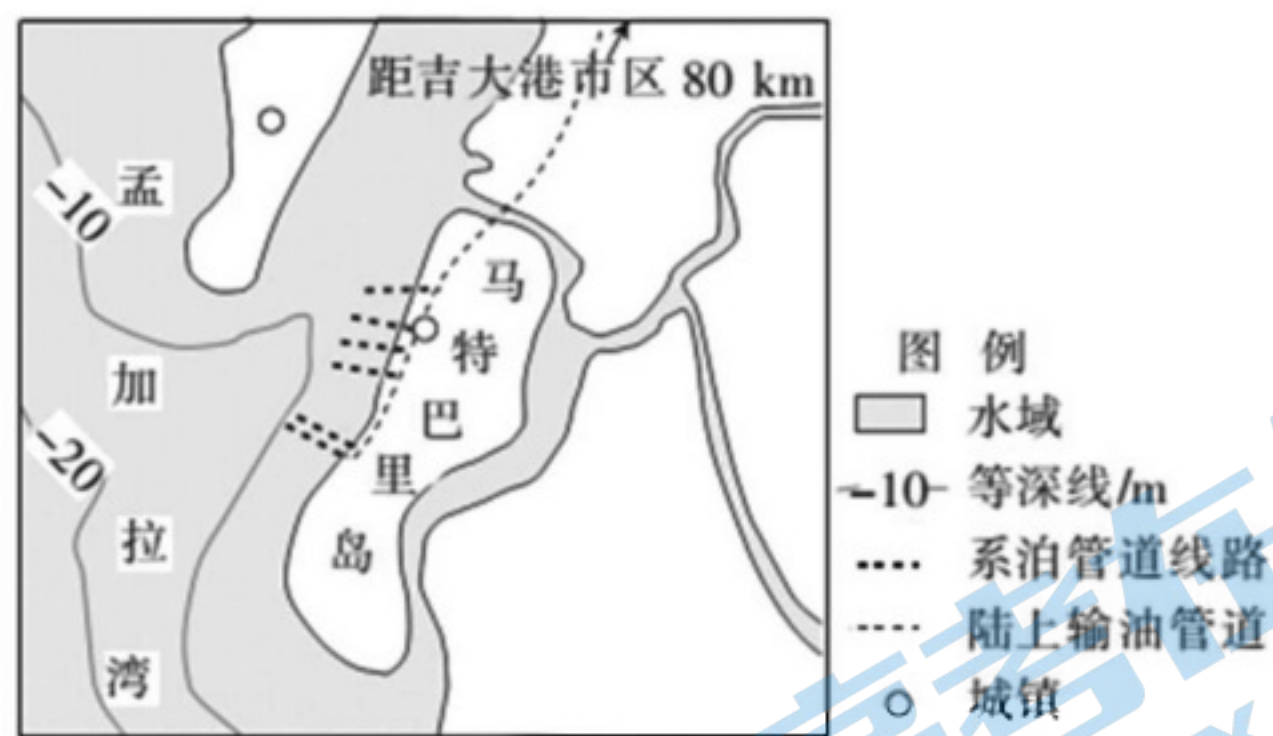 距吉大港市区 80 km
孟
加
拉
湾
-10
-20
马
特
巴
里
岛
图 例
水域
-10- 等深线/m
系泊管道线路
陆上输油管道
城镇